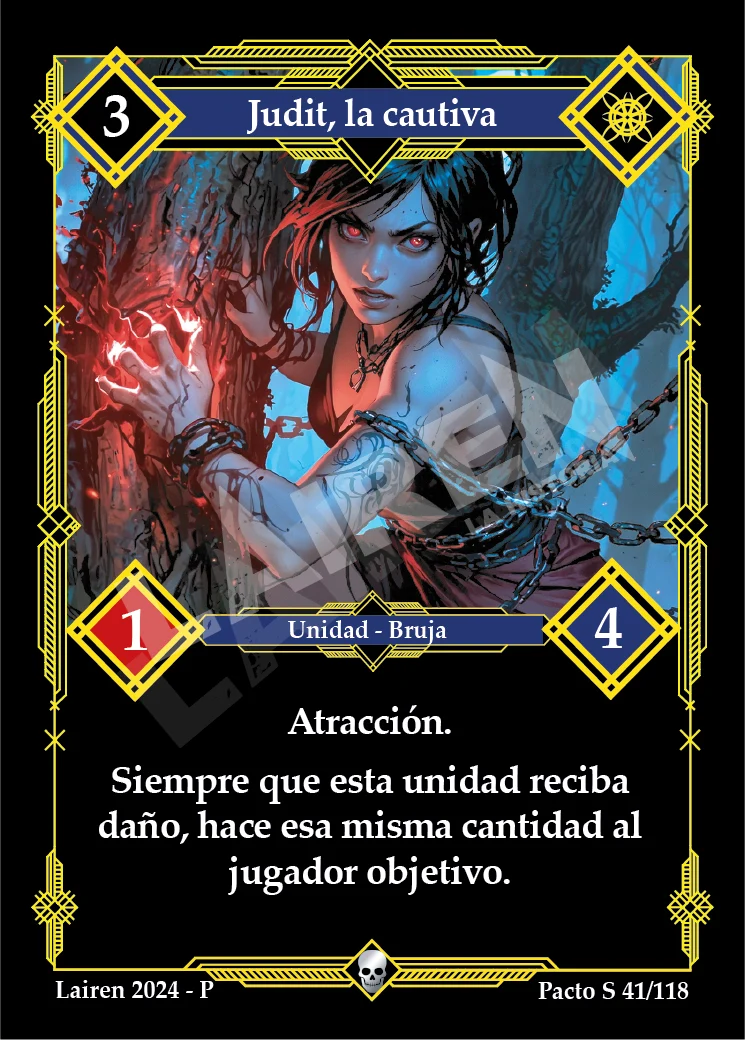 3
Judit, la cautiva
LAIREN
1
Unidad - Bruja
4
Atracción.
Siempre que esta unidad reciba
daño, hace esa misma cantidad al
jugador objetivo.
Lairen 2024 - P
Pacto S 41/118